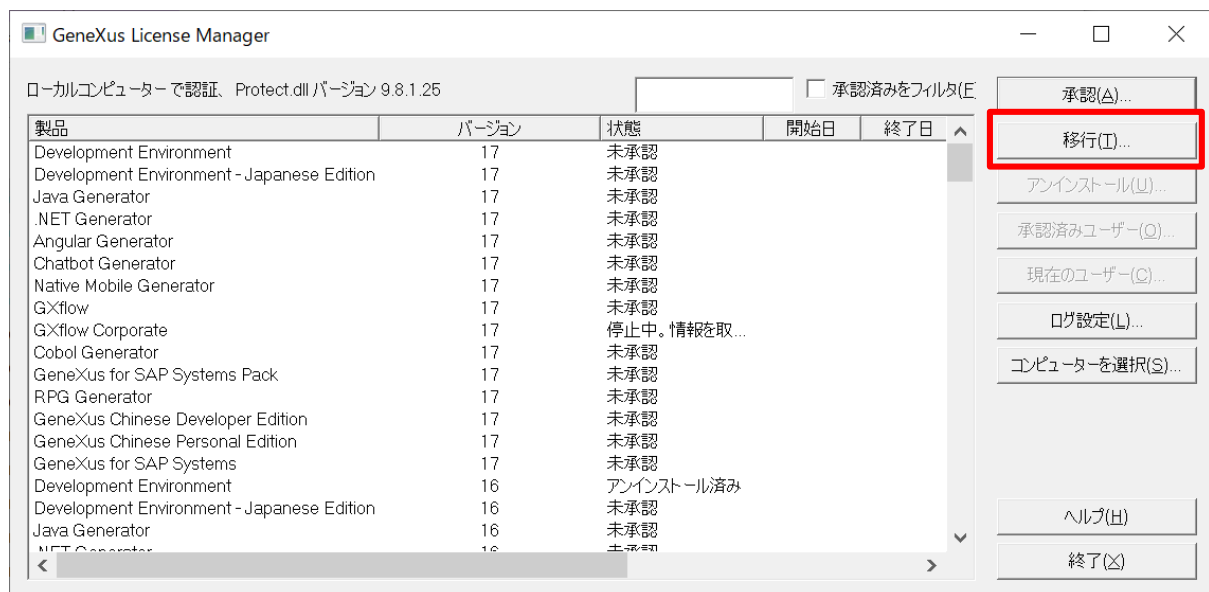 GeneXus License Manager
ローカルコンピューター で認証、 Protect.dll バージョン 9.8.1.25
承認済みをフィルタ(F
承認(A)...
製品 バージョン 状態 開始日 終了日
移行(T)...
Development Environment 17 未承認
Development Environment - Japanese Edition 17 未承認
アンインストール(U)...
Java Generator 17 未承認
.NET Generator 17 未承認
承認済みユーザー(O)...
Angular Generator 17 未承認
Chatbot Generator 17 未承認
現在のユーザー(C)...
Native Mobile Generator 17 未承認
GXflow 17 未承認
ログ設定(L)...
GXflow Corporate 17 停止中。情報を取...
Cobol Generator 17 未承認
コンピューターを選択(S)...
GeneXus for SAP Systems Pack 17 未承認
RPG Generator 17 未承認
GeneXus Chinese Developer Edition 17 未承認
GeneXus Chinese Personal Edition 17 未承認
GeneXus for SAP Systems 17 未承認
Development Environment 16 アンインストール済み
Development Environment - Japanese Edition 16 未承認
ヘルプ(H)
Java Generator 16 未承認
.NET Generator 16 未承認
終了(X)